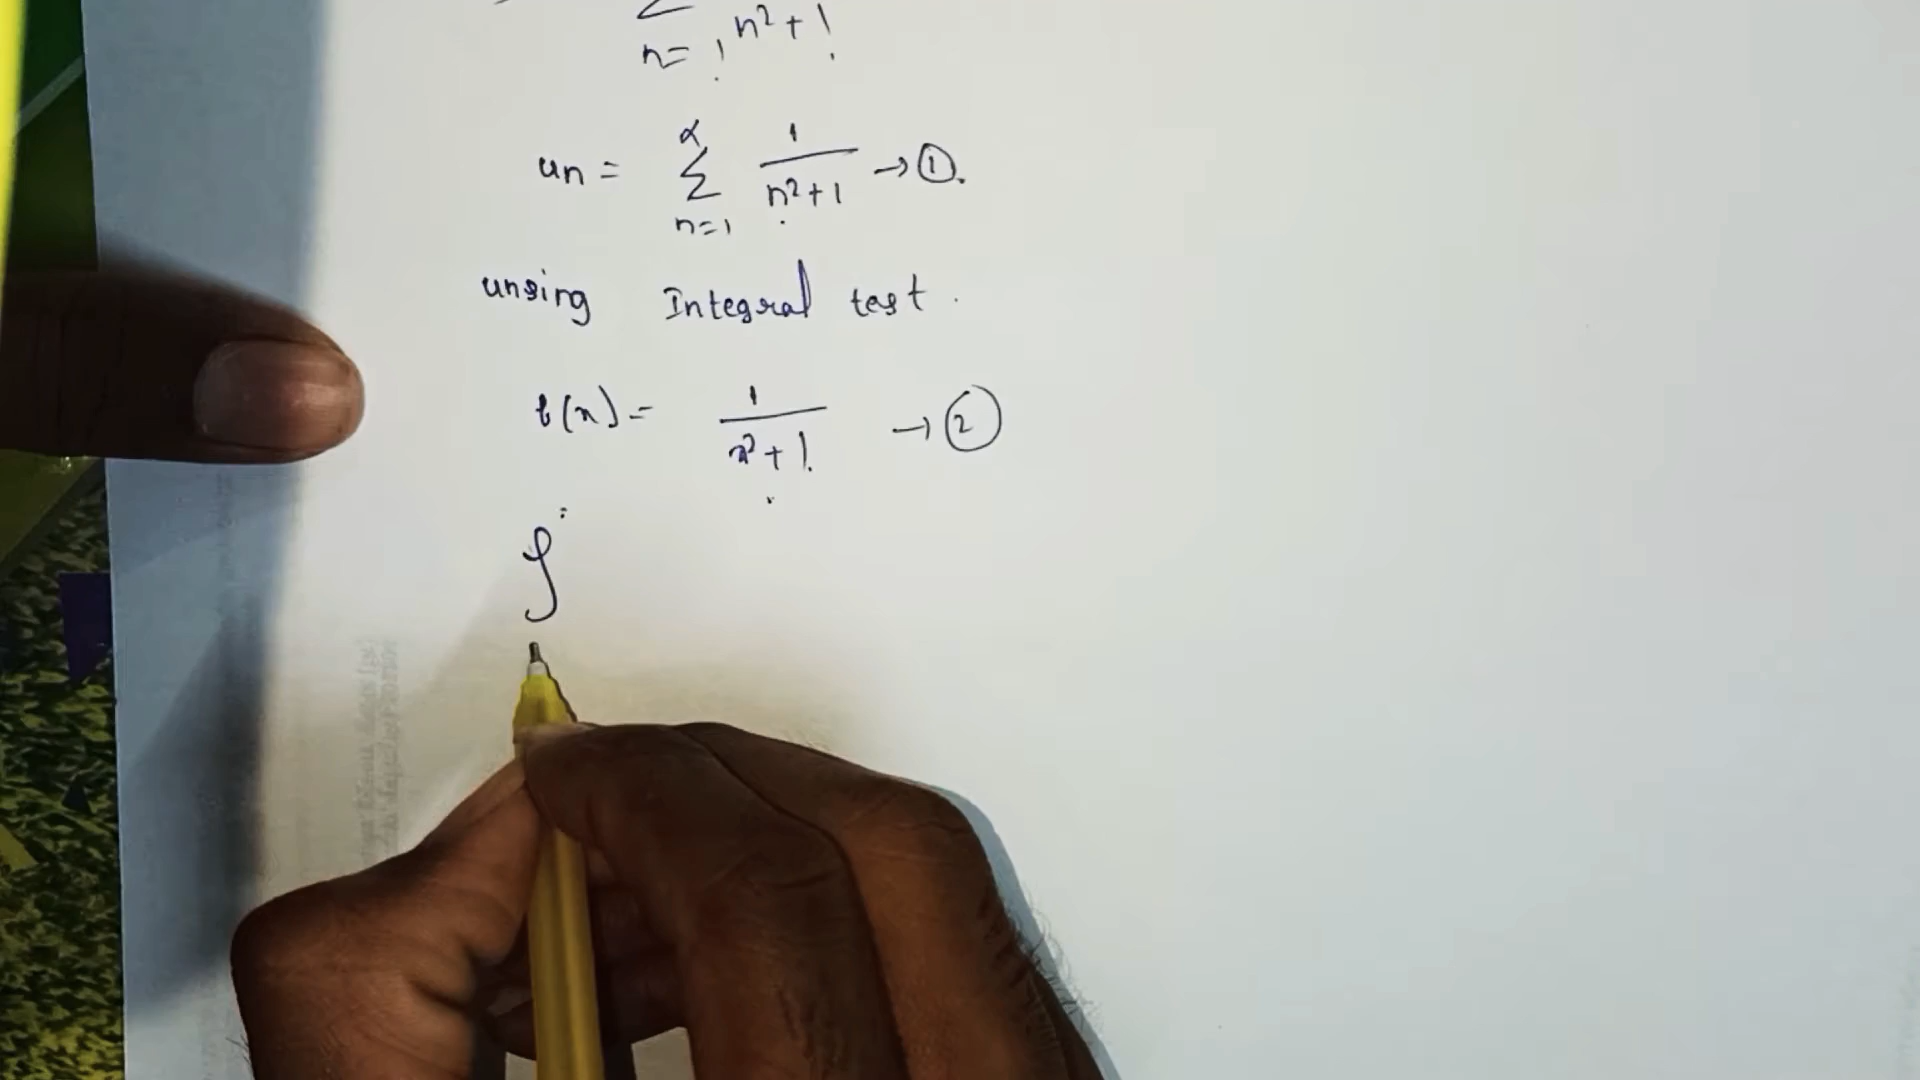 ∑ n=1 n²+1
un = ∑ n=1 ∝ 1/(n²+1) → ①.
unsing Integral test.
f(x) = 1/(x²+1) → ②
∫